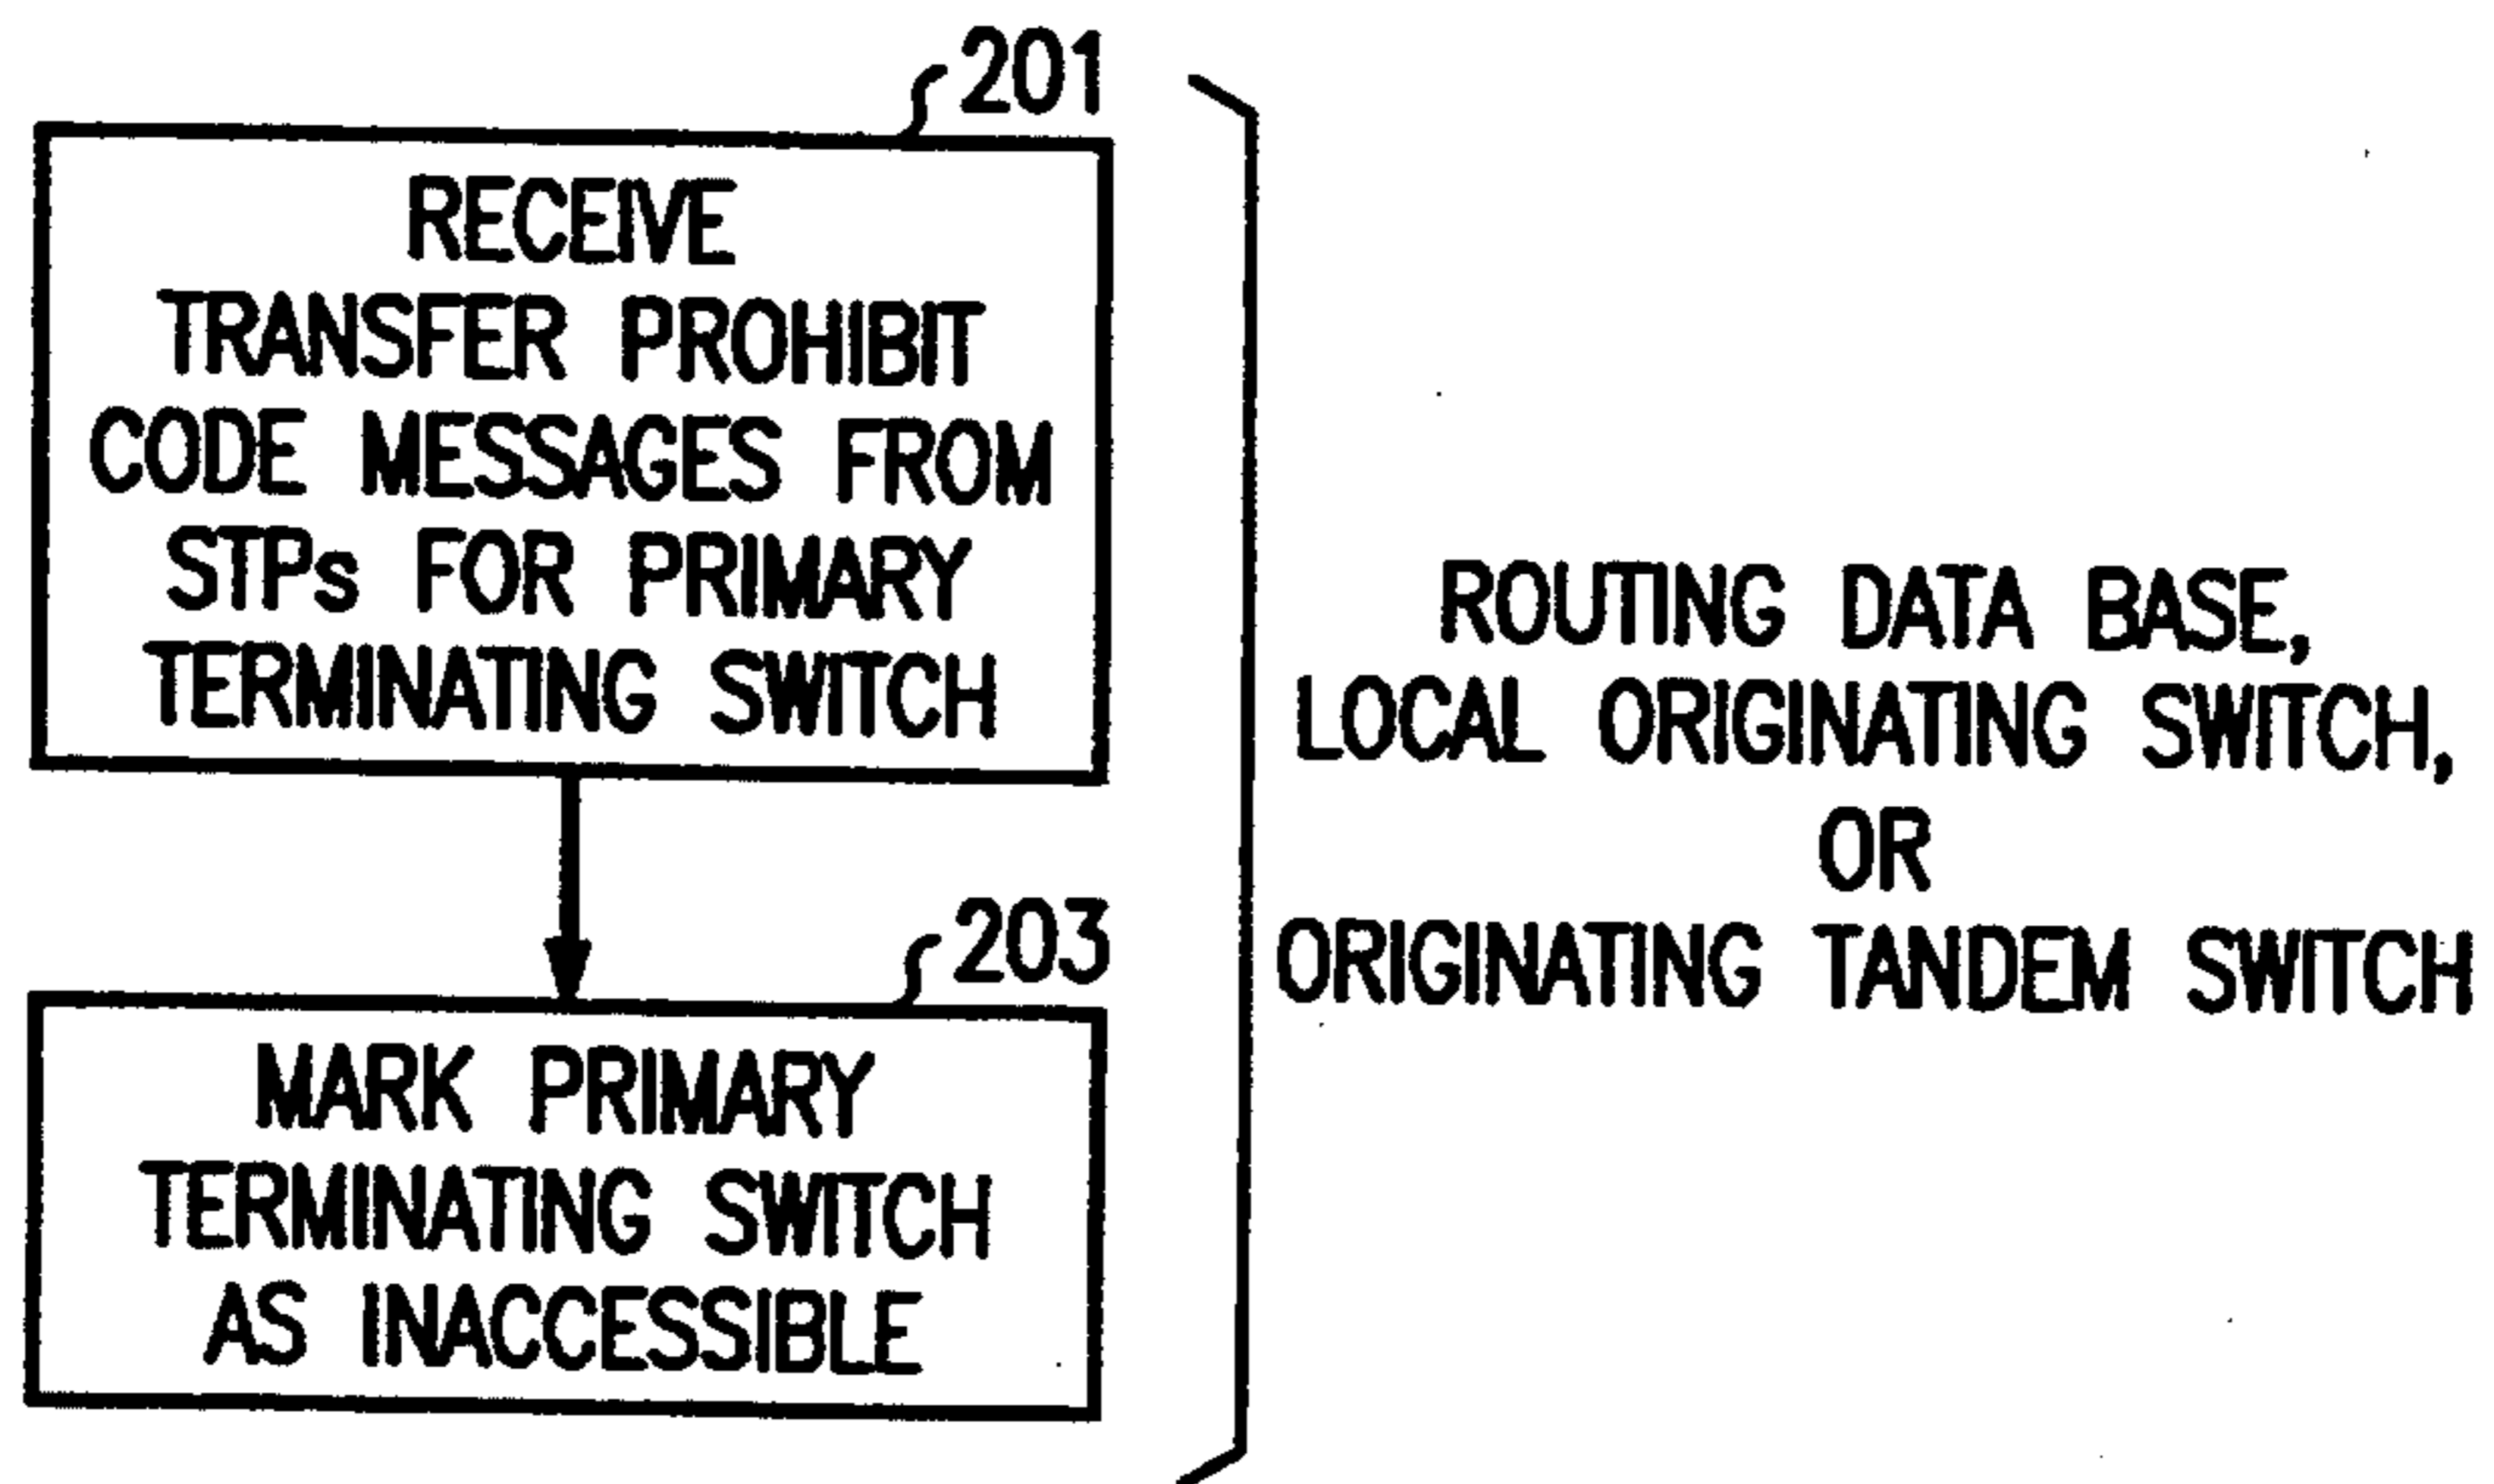 201
RECEIVE
TRANSFER PROHIBIT
CODE MESSAGES FROM
STPs FOR PRIMARY
TERMINATING SWITCH
203
MARK PRIMARY
TERMINATING SWITCH
AS INACCESSIBLE
ROUTING DATA BASE,
LOCAL ORIGINATING SWITCH,
OR
ORIGINATING TANDEM SWITCH